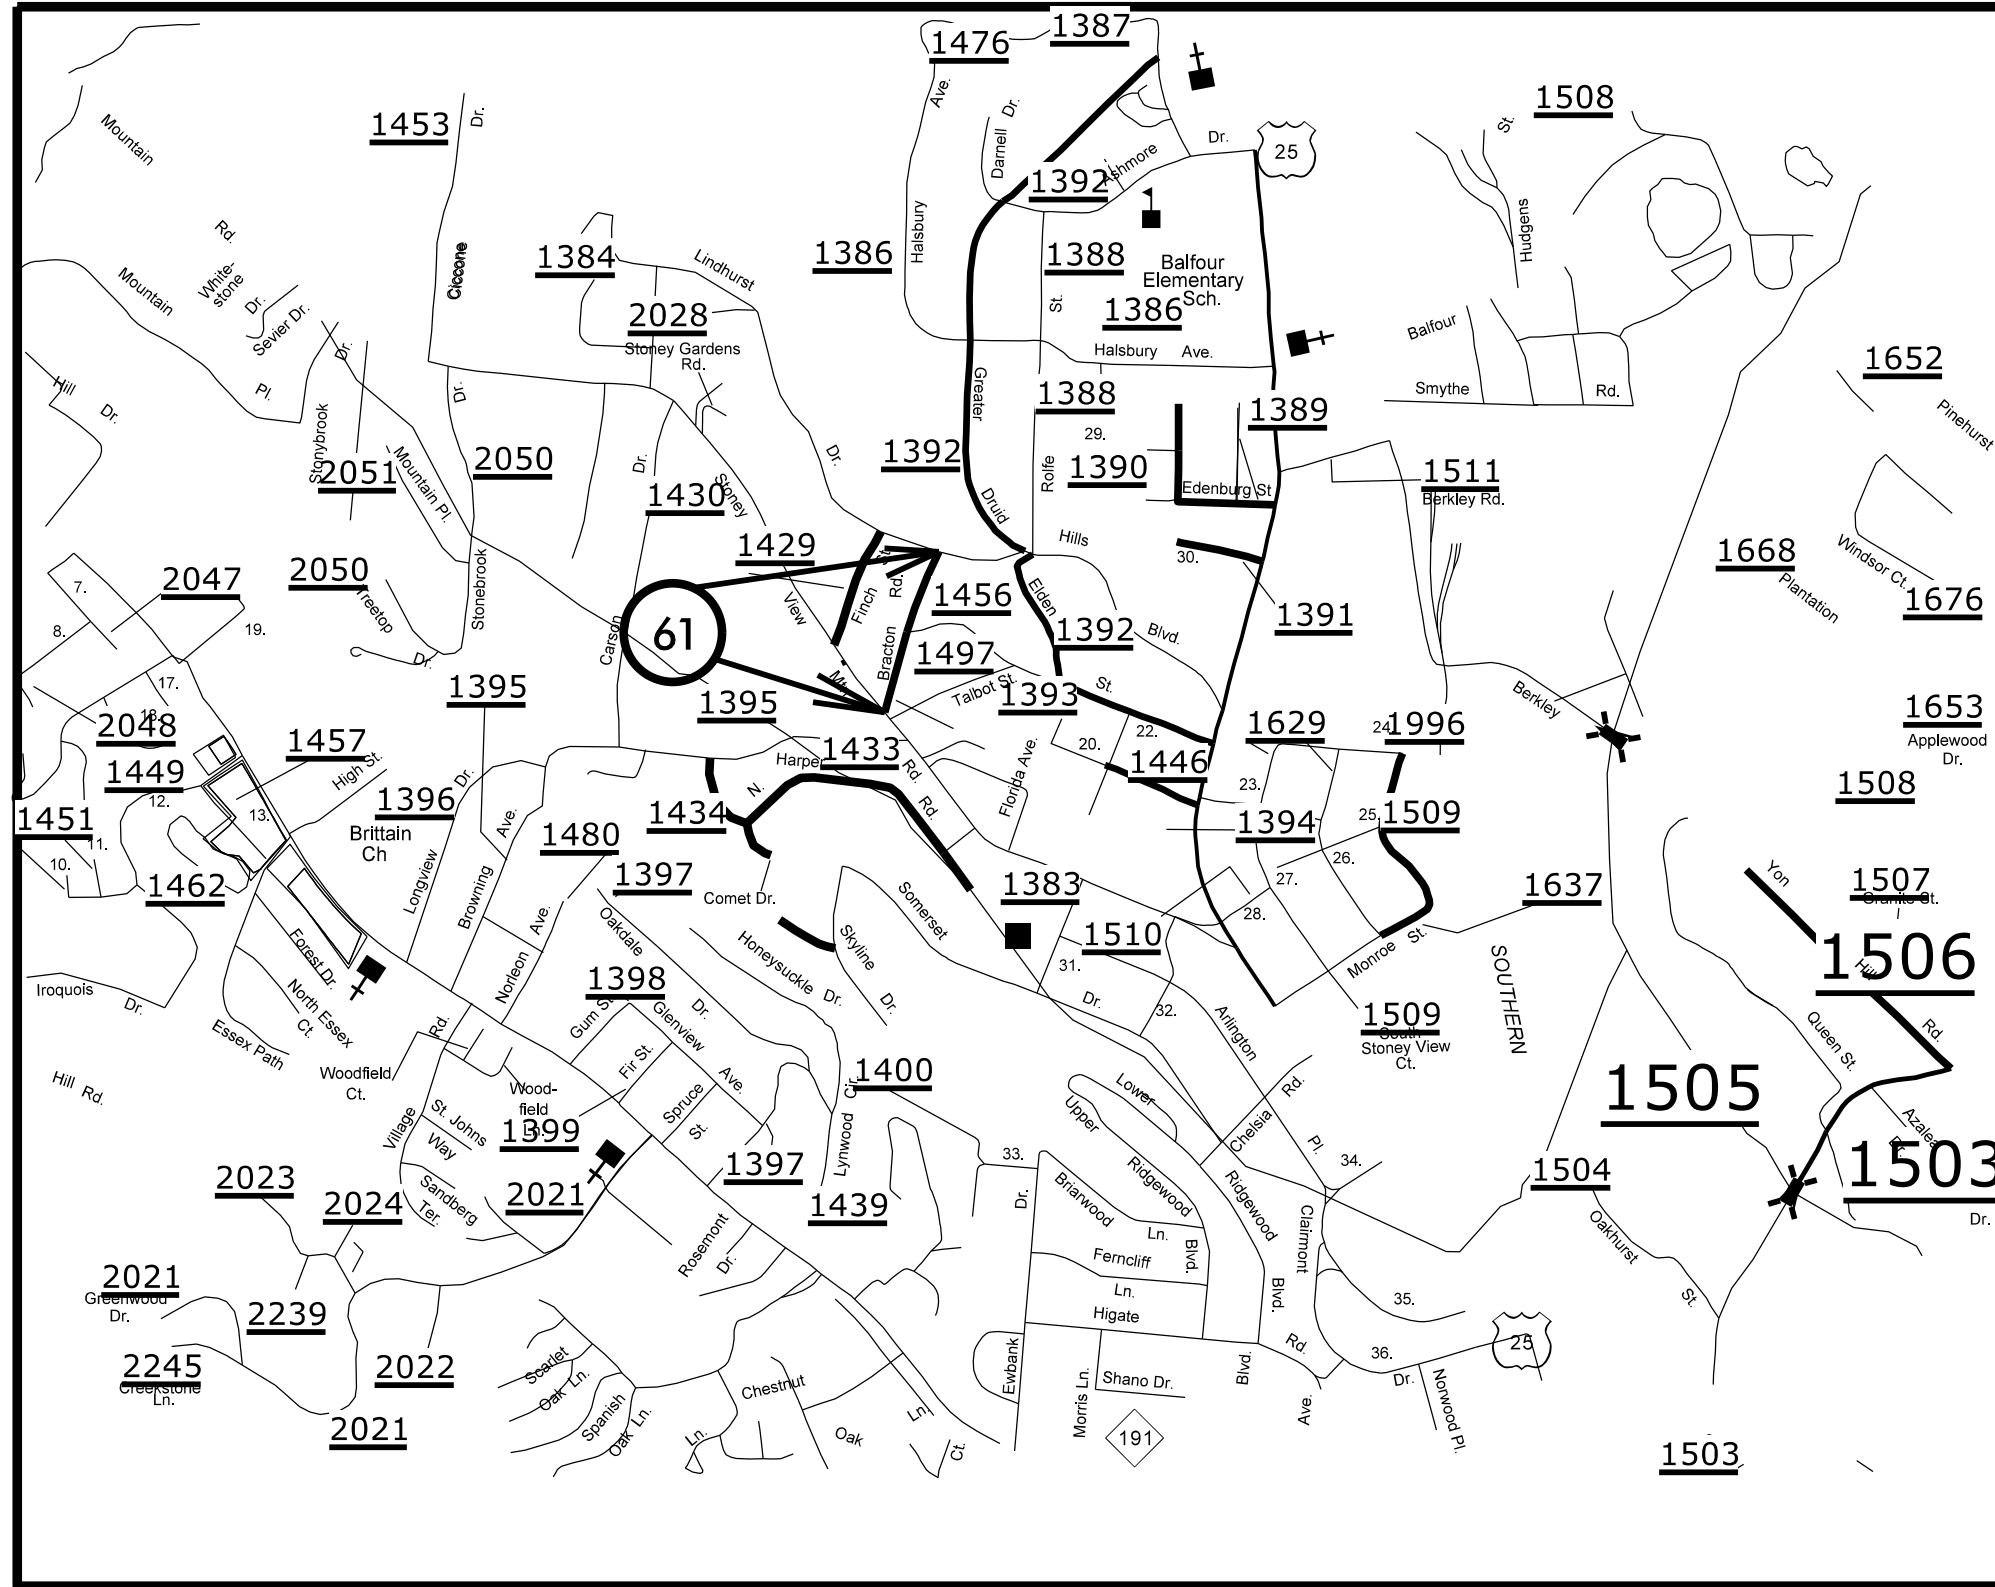 1387
1476
1508
1453
Dr.
Ave.
Dr.
Darnell
Dr.
St.
25
Mountain
Ashmore
1392
Halsbury
Hudgens
Rd.
1384
Lindhurst
1386
1388
Balfour
Elementary
Sch.
Mountain
White-
stone
Dr.
Sevier Dr.
Ciccone
St.
1386
2028
Stoney Gardens
Rd.
Balfour
Halsbury Ave.
1652
Hill
Dr.
Pl.
Dr.
Dr.
Greater
Smythe
Rd.
1388
1389
Pinehurst
Stonybrook
2051
Mountain Pl.
2050
Dr.
Dr.
1392
29.
Rolfe
1390
1511
Berkley Rd.
1430
Stoney
Edenburg St
Druid
Hills
1429
30.
1668
Windsor Ct.
Plantation
1676
2047
2050
7.
8.
19.
Treetop
Dr.
Stonebrook
Carson
61
View
Finch
St.
Rd.
Bracton
1456
Eiden
1392
Blvd.
1391
1497
Mtn.
Talbot St.
1393
St.
17.
18.
2048
1395
1395
Berkley
1653
Applewood
Dr.
1457
High St.
1449
12.
Harper
1433
Rd.
Rd.
20.
22.
1446
1629
24.
1996
1508
1451
10.
11.
13.
1396
Brittain
Ch
Dr.
Longview
Ave.
N.
1434
Florida Ave.
23.
1394
25.
1509
1462
1480
1397
Comet Dr.
26.
27.
28.
1383
1637
Yon
1507
Granite St.
Forest Dr.
Browning
Ave.
Norleon
Oakdale
Somerset
Skyline
Dr.
Honeysuckle Dr.
1510
31.
32.
Monroe St.
SOUTHERN
1506
Hill
Rd.
Iroquois
Dr.
North Essex
Ct.
Essex Path
1398
Gum St.
Glenview
Ave.
Dr.
Dr.
Arlington
Pl.
1509
South
Stoney View
Ct.
Queen St.
Hill Rd.
Woodfield
Ct.
Rd.
Village
Wood-
field
Ln.
Fir St.
Spruce
St.
1400
Lynwood Cir.
Lower
Upper
Chelsia Rd.
1505
Azalea
Dr.
1503
Dr.
St. Johns
Way
1399
1397
33.
34.
1504
2023
2024
Sandberg
Ter.
2021
1439
Dr.
Briarwood
Ln.
Ridgewood
Blvd.
Ridgewood
Blvd.
Clairmont
Oakhurst
St.
Rosemont
Dr.
Ferncliff
Ln.
Higate
Rd.
2021
Greenwood
Dr.
2239
35.
36.
25
2245
Creekstone
Ln.
2022
Scarlet
Oak Ln.
Spanish
Oak Ln.
Chestnut
Oak
Ln.
Ln.
Ct.
Ewbank
Morris Ln.
Shano Dr.
Blvd.
Ave.
Dr.
Norwood Pl.
2021
191
1503